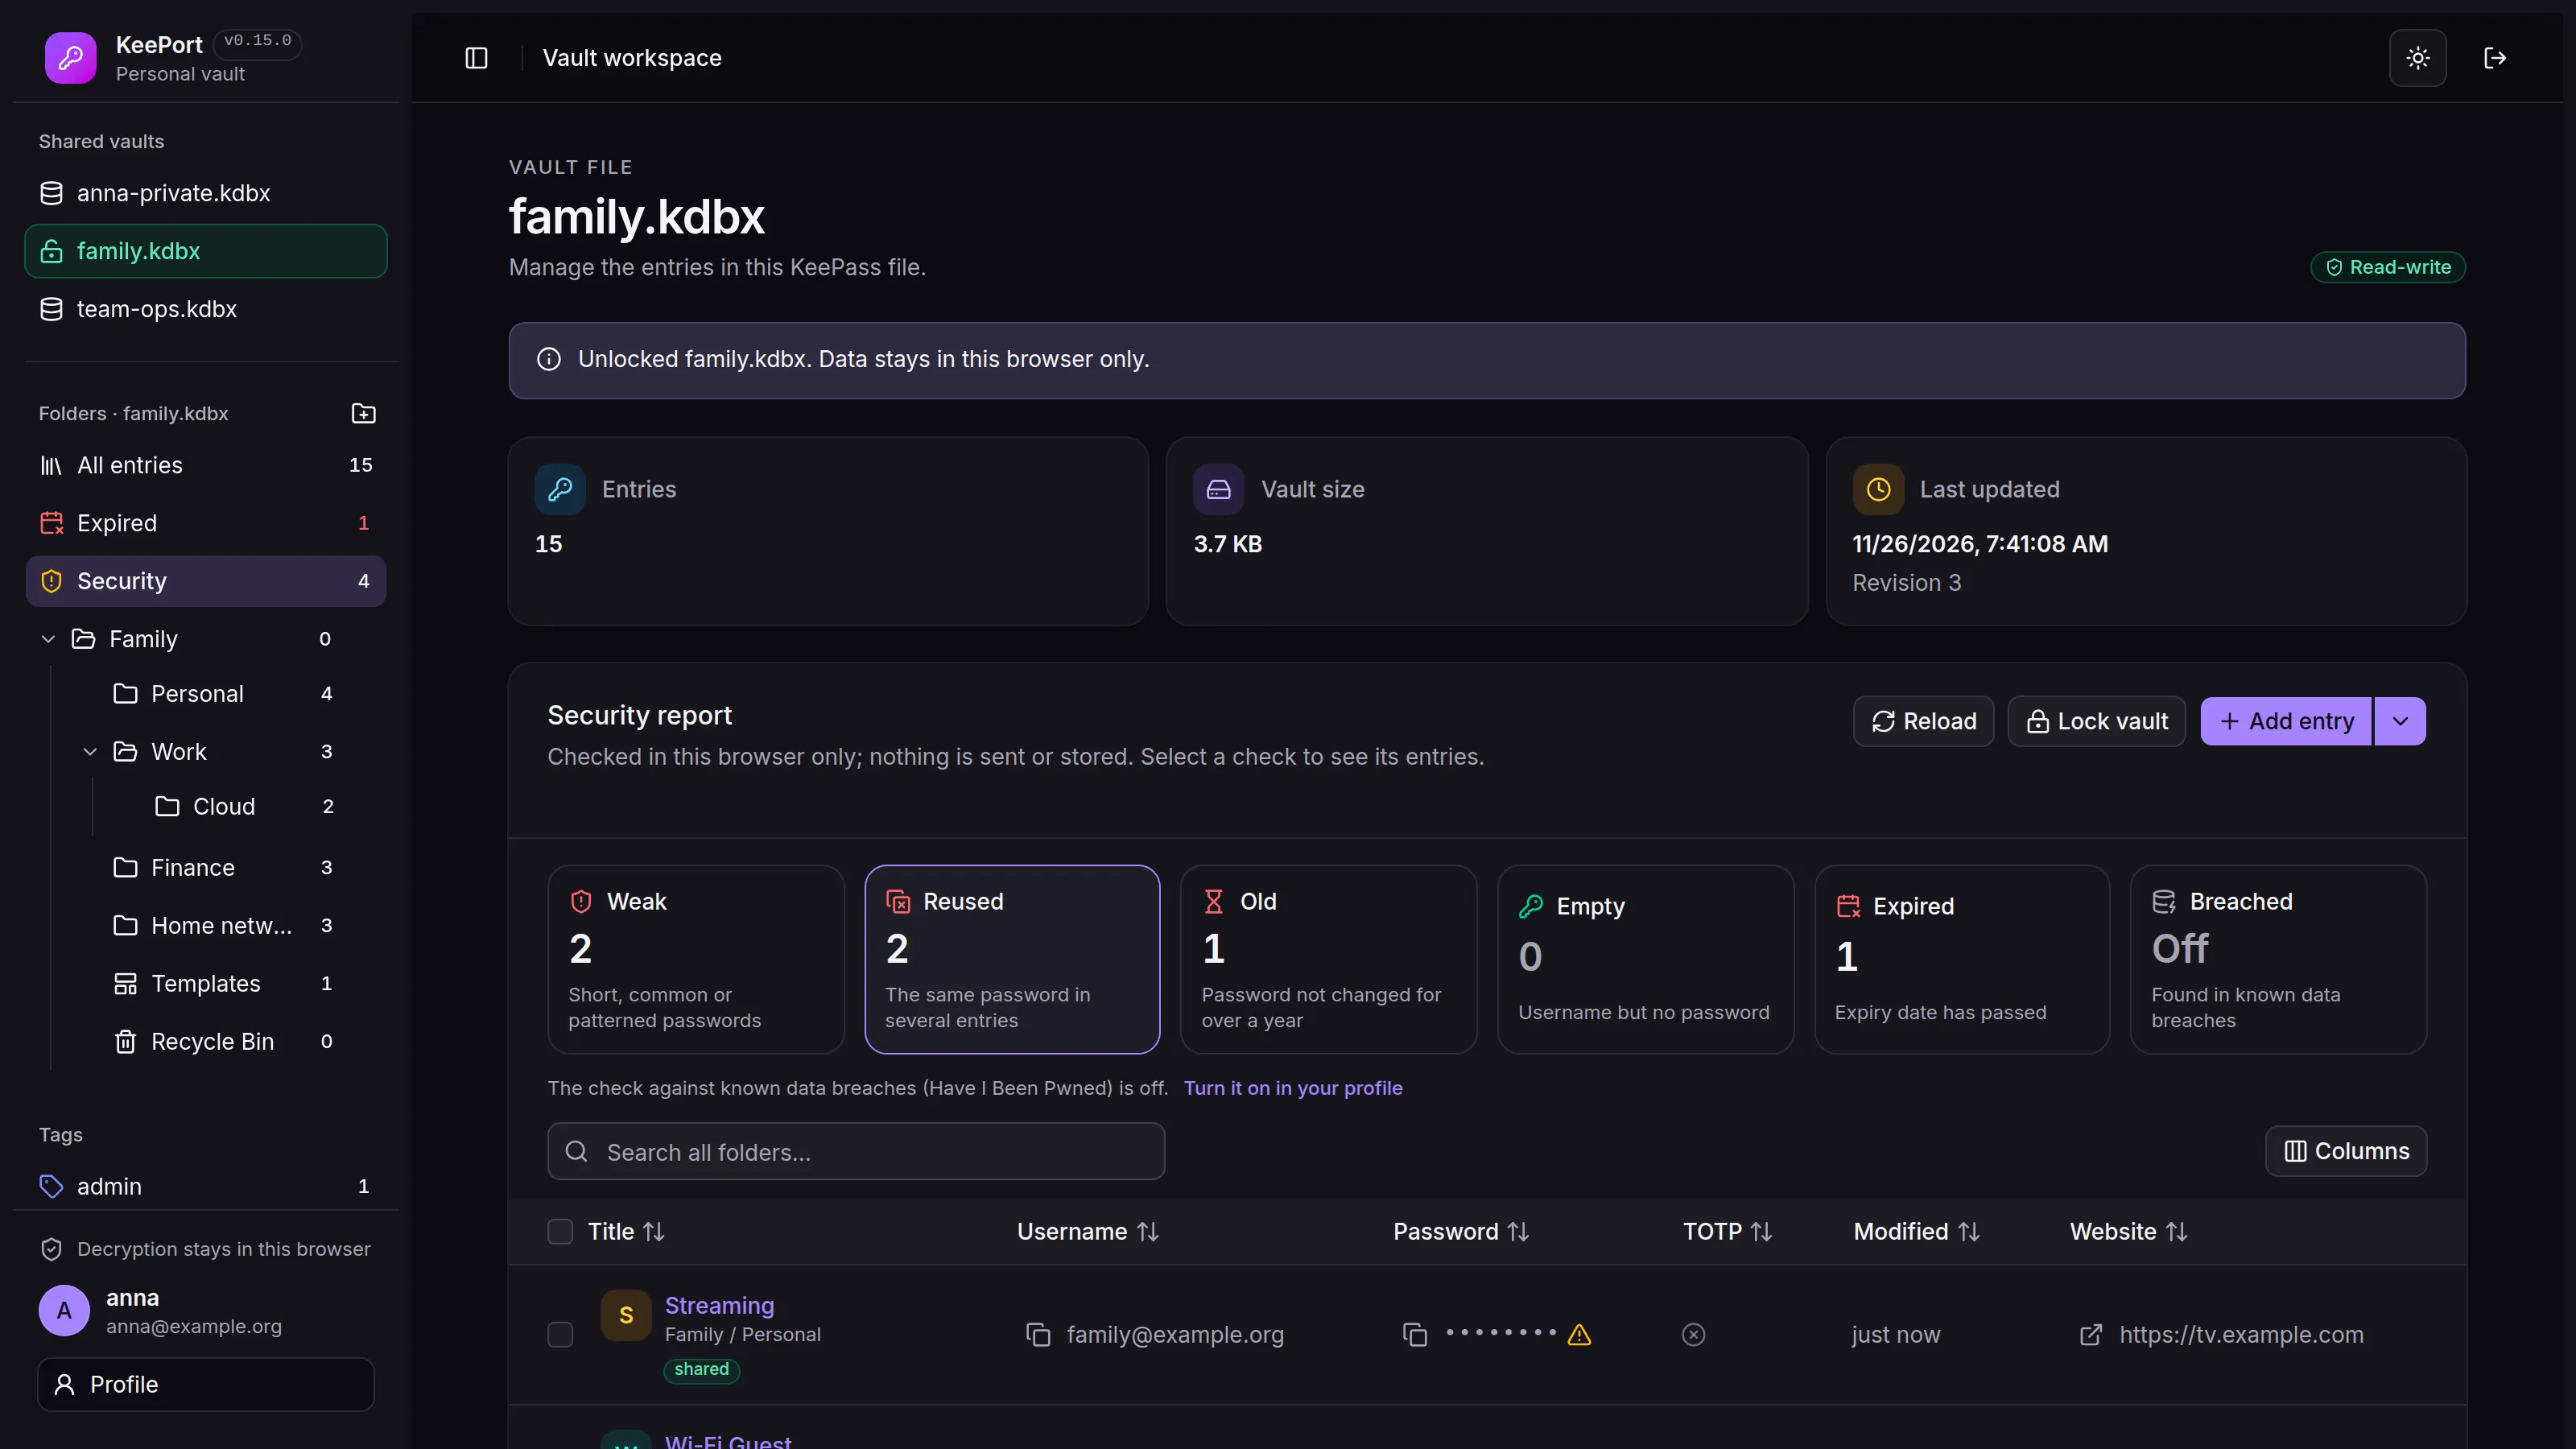 KeePort v0.15.0
Personal vault
Shared vaults
anna-private.kdbx
family.kdbx
team-ops.kdbx
Folders · family.kdbx
All entries 15
Expired 1
Security 4
Family 0
Personal 4
Work 3
Cloud 2
Finance 3
Home netw... 3
Templates 1
Recycle Bin 0
Tags
admin 1
Decryption stays in this browser
A
anna
anna@example.org
Profile
Vault workspace
VAULT FILE
family.kdbx
Manage the entries in this KeePass file.
Read-write
Unlocked family.kdbx. Data stays in this browser only.
Entries
15
Vault size
3.7 KB
Last updated
11/26/2026, 7:41:08 AM
Revision 3
Security report
Checked in this browser only; nothing is sent or stored. Select a check to see its entries.
Reload
Lock vault
Add entry
Weak
2
Short, common or
patterned passwords
Reused
2
The same password in
several entries
Old
1
Password not changed for
over a year
Empty
0
Username but no password
Expired
1
Expiry date has passed
Breached
Off
Found in known data
breaches
The check against known data breaches (Have I Been Pwned) is off. Turn it on in your profile
Search all folders...
Columns
Title Username Password TOTP Modified Website
S
Streaming
Family / Personal
shared
family@example.org
••••••••
just now
https://tv.example.com
Wi-Fi Guest